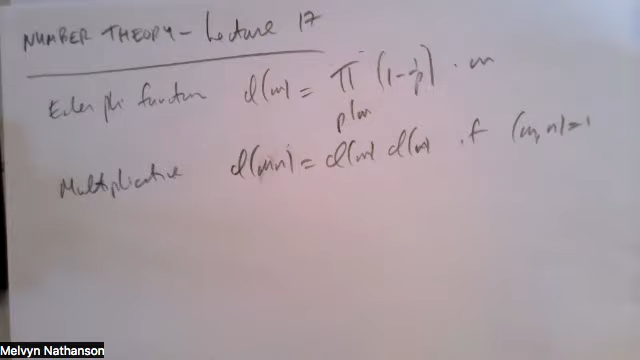 NUMBER THEORY - Lecture 17
Euler phi function φ(m) = ∏ (1 - 1/p) · m
p|m
Multiplicative φ(mn) = φ(m) φ(n) if (m, n) = 1
Melvyn Nathanson